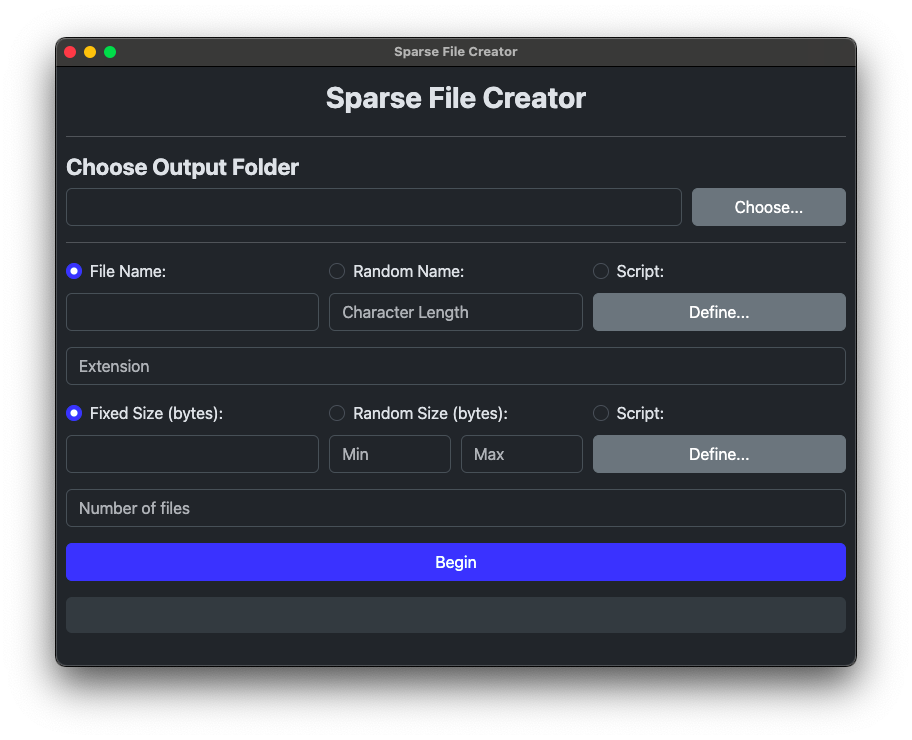 Sparse File Creator
Sparse File Creator
Choose Output Folder
Choose...
File Name: Random Name: Script:
Character Length Define...
Extension
Fixed Size (bytes): Random Size (bytes): Script:
Min Max Define...
Number of files
Begin